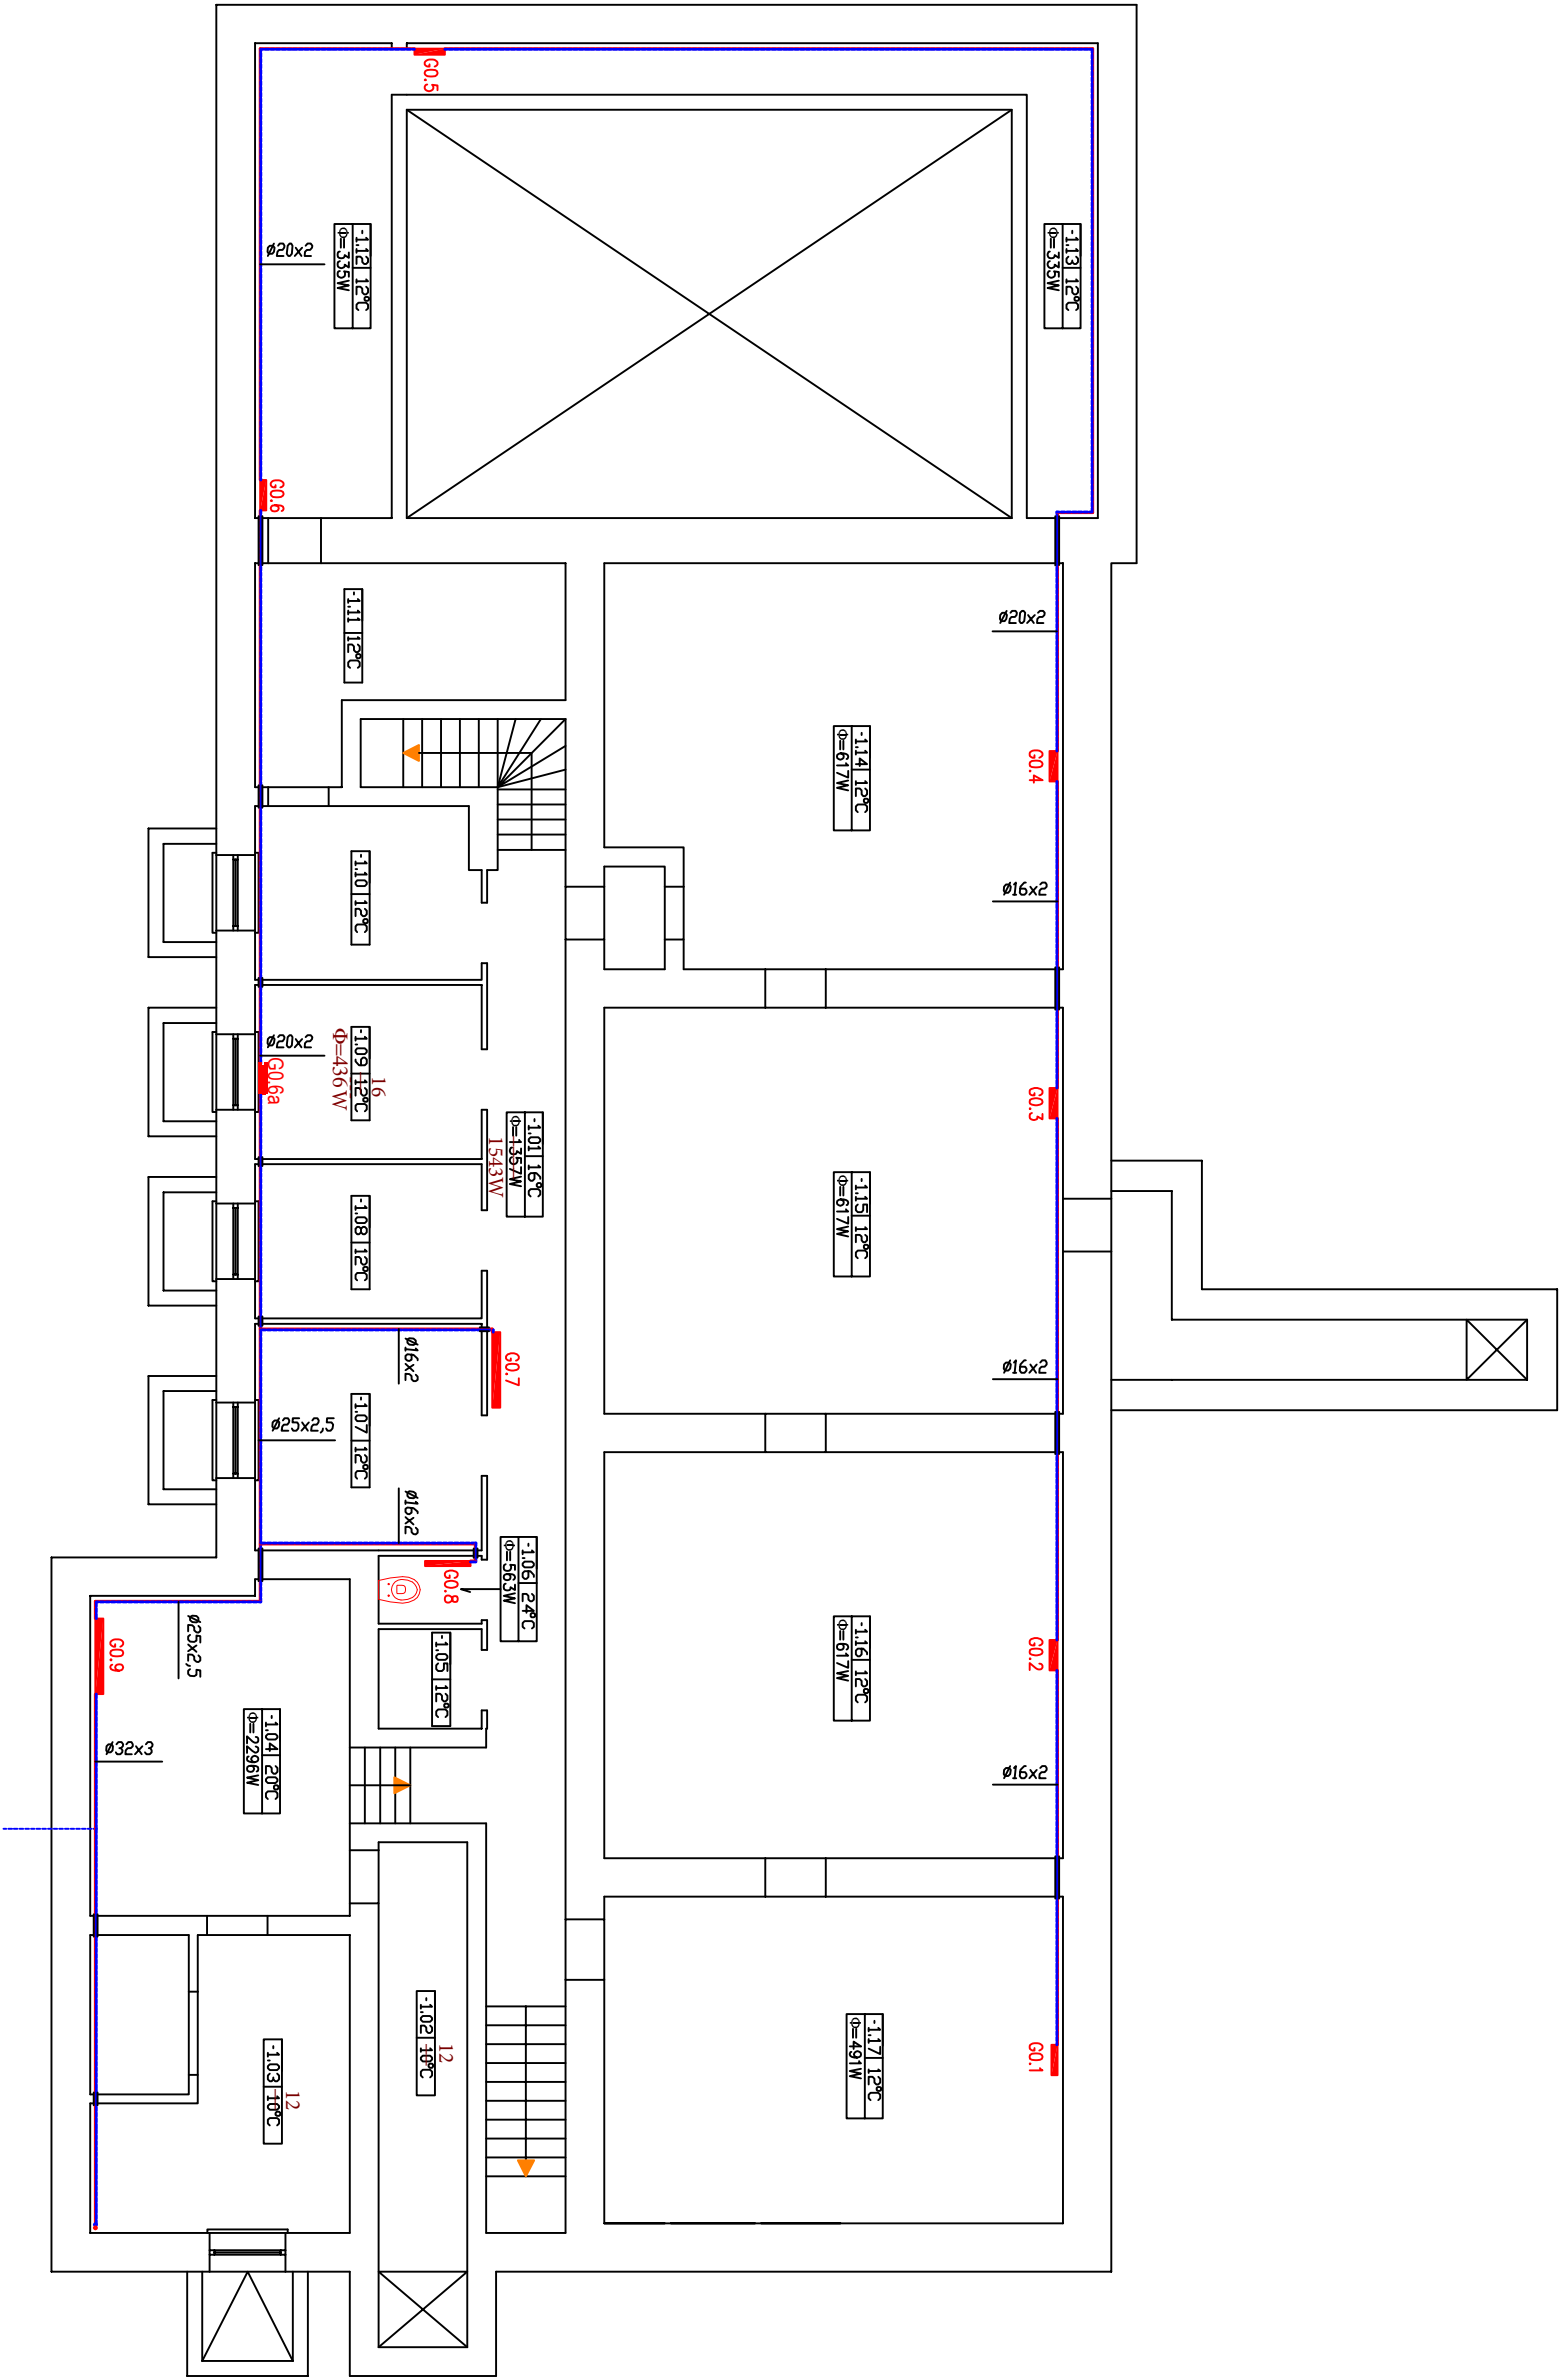 G0.5
-1.12 12°C
Φ=335W
-1.13 12°C
Φ=335W
ø20x2
G0.6
-1.11 12°C
ø20x2
G0.4
-1.14 12°C
Φ=617W
ø16x2
-1.10 12°C
ø20x2
G0.6a
16
-1.09 12°C
Φ=436W
-1.01 16°C
Φ=1357W
1543W
G0.3
-1.15 12°C
Φ=617W
-1.08 12°C
ø16x2
G0.7
ø16x2
-1.07 12°C
ø25x2,5
ø16x2
-1.06 24°C
Φ=563W
G0.8
-1.05 12°C
G0.2
-1.16 12°C
Φ=617W
ø16x2
ø25x2,5
G0.9
-1.04 20°C
Φ=2296W
ø32x3
12
-1.02 10°C
12
-1.03 10°C
G0.1
-1.17 12°C
Φ=491W